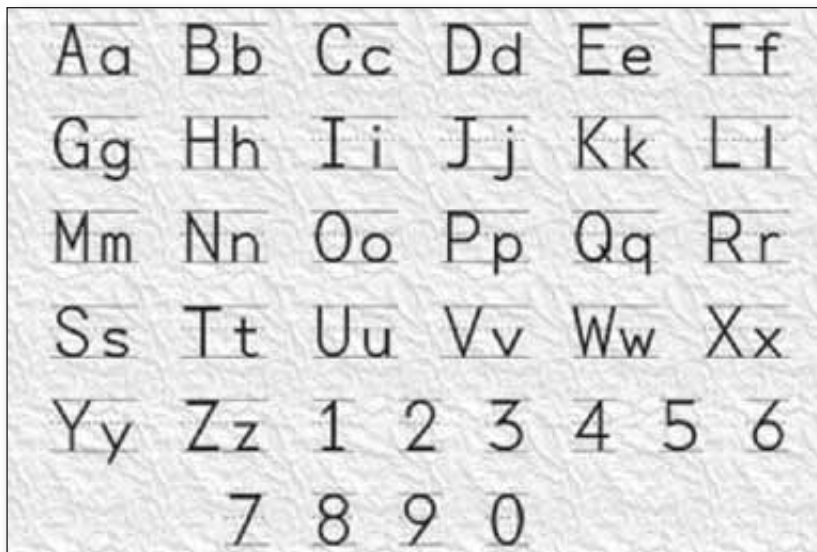 Aa Bb Cc Dd Ee Ff
Gg Hh Ii Jj Kk Ll
Mm Nn Oo Pp Qq Rr
Ss Tt Uu Vv Ww Xx
Yy Zz 1 2 3 4 5 6
7 8 9 0